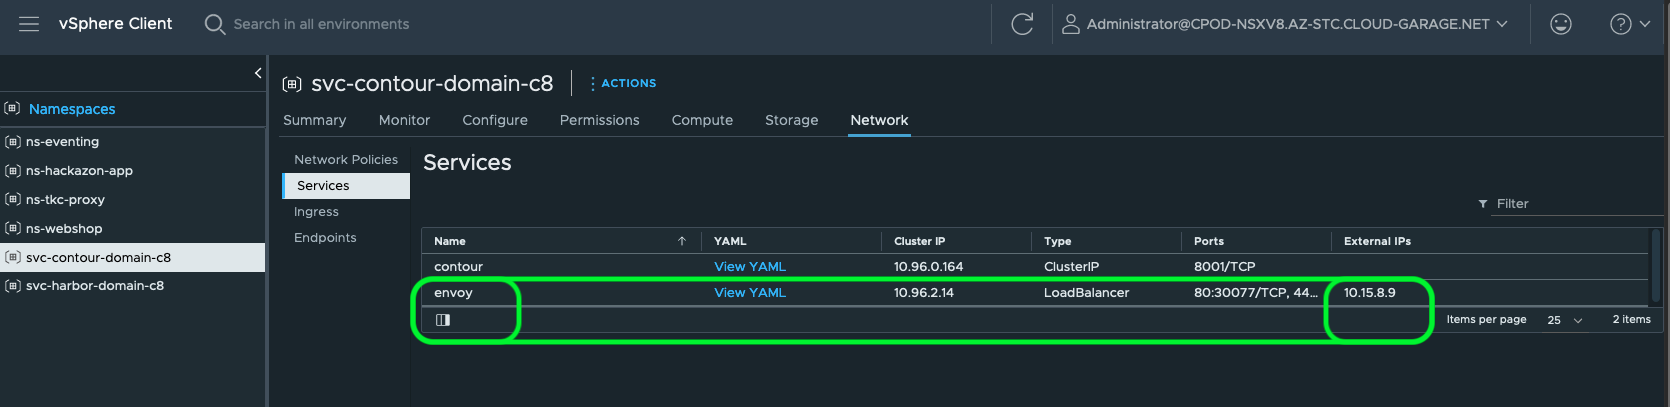 vSphere Client
Search in all environments
Administrator@CPOD-NSXV8.AZ-STC.CLOUD-GARAGE.NET
Namespaces
ns-eventing
ns-hackazon-app
ns-tkc-proxy
ns-webshop
svc-contour-domain-c8
svc-harbor-domain-c8
svc-contour-domain-c8
ACTIONS
Summary Monitor Configure Permissions Compute Storage Network
Network Policies
Services
Ingress
Endpoints
Services
Filter
Name YAML Cluster IP Type Ports External IPs
contour View YAML 10.96.0.164 ClusterIP 8001/TCP
envoy View YAML 10.96.2.14 LoadBalancer 80:30077/TCP, 44... 10.15.8.9
Items per page 25 2 items